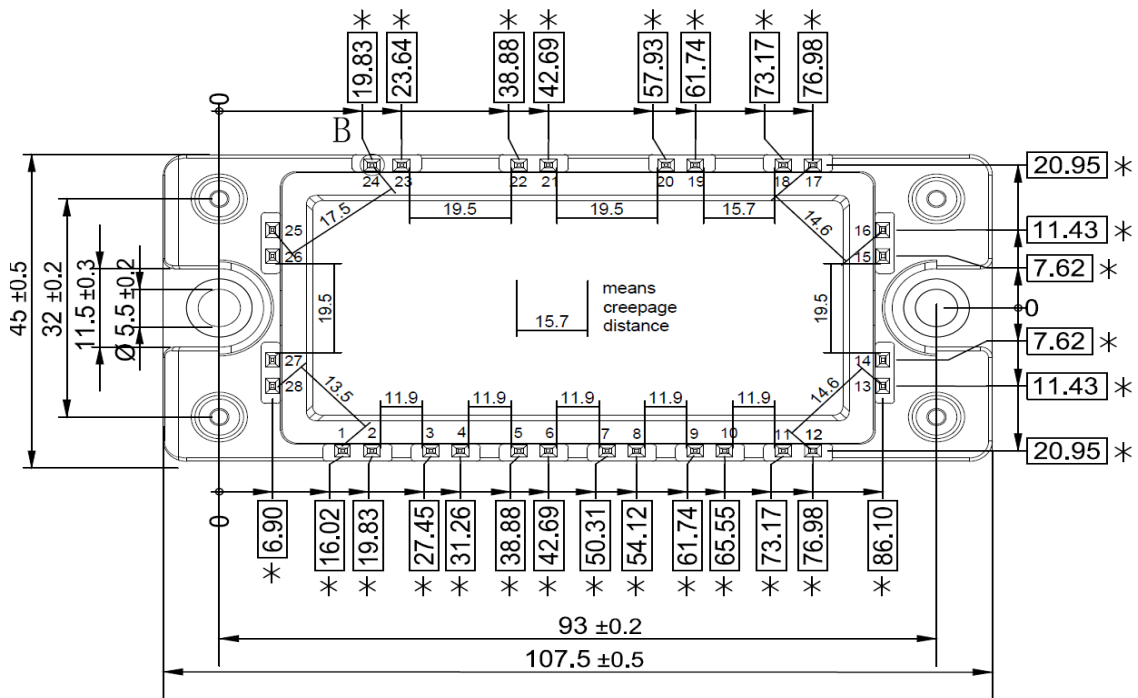 * * * * * * * *
19.83 23.64 38.88 42.69 57.93 61.74 73.17 76.98
0
B
24 23 22 21 20 19 18 17
20.95 *
17.5 19.5 19.5 15.7 14.6
25 16
11.43 *
26 15
7.62 *
45 ±0.5
32 ±0.2
11.5 ±0.3
Ø 5.5 ±0.2
19.5
means
creepage
distance
15.7
19.5
0
27 14
7.62 *
28 13
11.43 *
13.5 11.9 11.9 11.9 11.9 11.9 14.6
1 2 3 4 5 6 7 8 9 10 11 12
20.95 *
0
6.90 16.02 19.83 27.45 31.26 38.88 42.69 50.31 54.12 61.74 65.55 73.17 76.98 86.10
* * * * * * * * * * * * * *
93 ±0.2
107.5 ±0.5